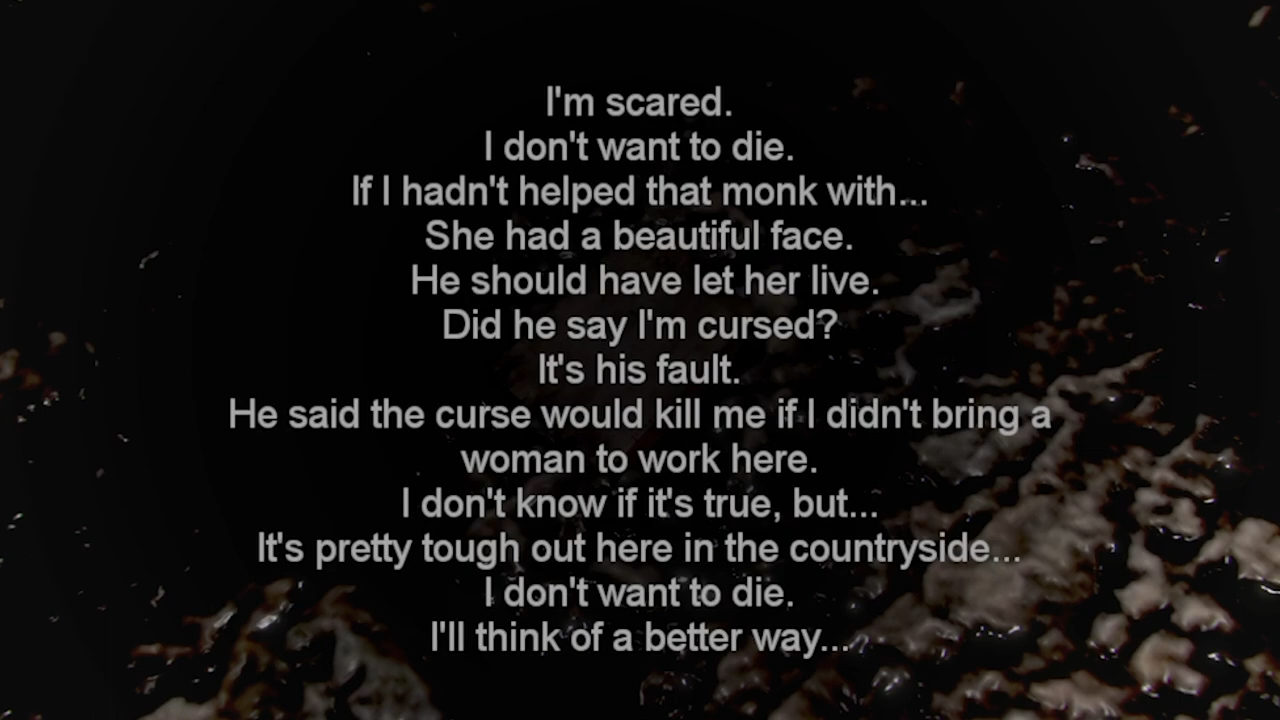 I'm scared.
I don't want to die.
If I hadn't helped that monk with...
She had a beautiful face.
He should have let her live.
Did he say I'm cursed?
It's his fault.
He said the curse would kill me if I didn't bring a
woman to work here.
I don't know if it's true, but...
It's pretty tough out here in the countryside...
I don't want to die.
I'll think of a better way...